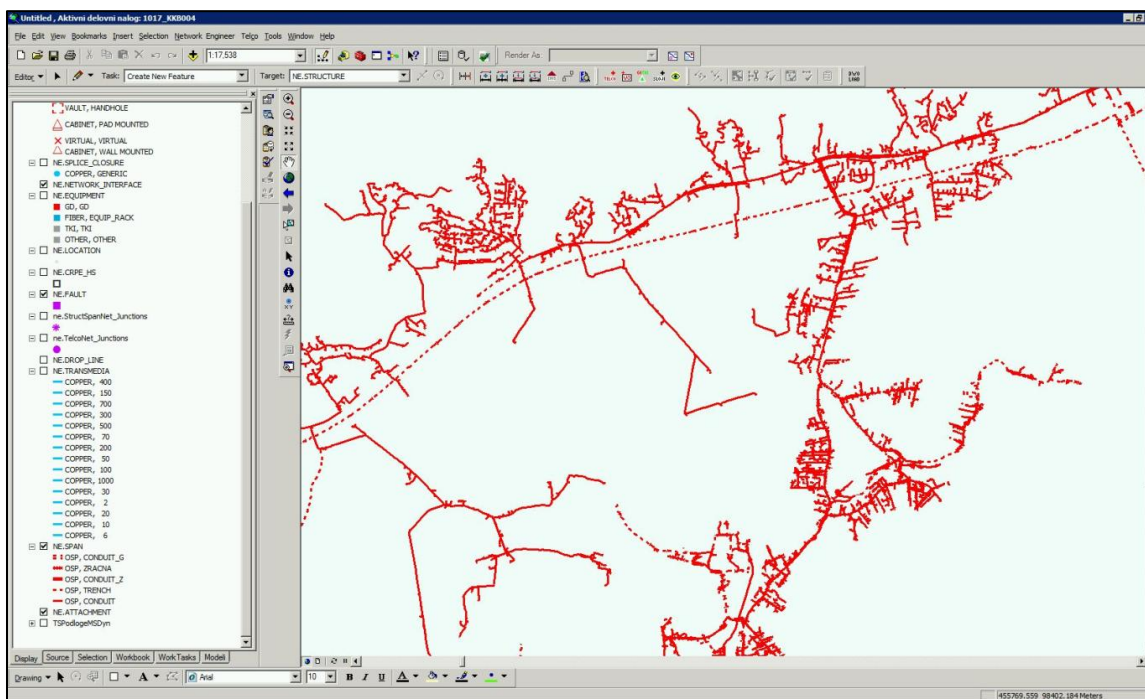 Untitled , Aktivni delovni nalog: 1017_KKB004
File Edit View Bookmarks Insert Selection Network Engineer Telco Tools Window Help
1:17,538 Render As:
Editor Task: Create New Feature Target: NE.STRUCTURE
VAULT, HANDHOLE
CABINET, PAD MOUNTED
VIRTUAL, VIRTUAL
CABINET, WALL MOUNTED
NE.SPLICE_CLOSURE
COPPER, GENERIC
NE.NETWORK_INTERFACE
NE.EQUIPMENT
GD, GD
FIBER, EQUIP_RACK
TKI, TKI
OTHER, OTHER
NE.LOCATION
NE.CRPE_HS
NE.FAULT
ne.StructSpanNet_Junctions
ne.TelcoNet_Junctions
NE.DROP_LINE
NE.TRANSMEDIA
COPPER, 400
COPPER, 150
COPPER, 700
COPPER, 300
COPPER, 500
COPPER, 70
COPPER, 200
COPPER, 50
COPPER, 100
COPPER, 1000
COPPER, 30
COPPER, 2
COPPER, 20
COPPER, 10
COPPER, 6
NE.SPAN
OSP, CONDUIT_G
OSP, ZRACNA
OSP, CONDUIT_Z
OSP, TRENCH
OSP, CONDUIT
NE.ATTACHMENT
TSPodlogeMSDyn
Display Source Selection Workbook WorkTasks Modeli
Drawing A Arial 10 B I U A
455769.559 98402.184 Meters